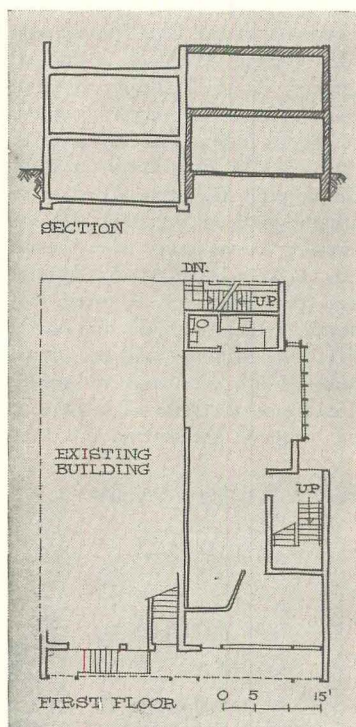 SECTION
DN.
UP
EXISTING
BUILDING
UP
FIRST FLOOR
0 5 15'